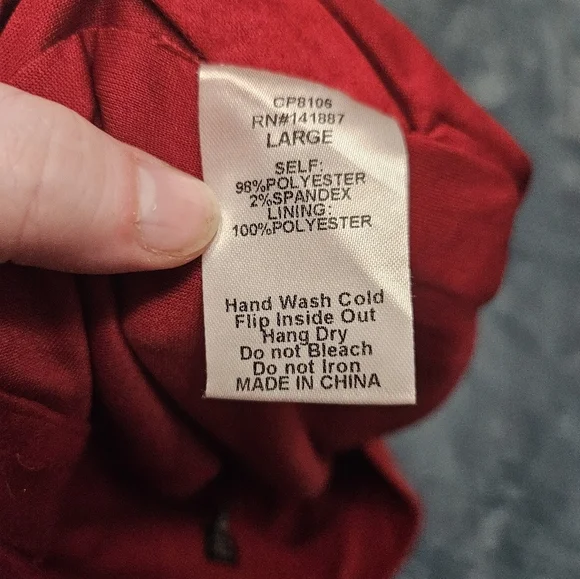 CP8106
RN#141887
LARGE
SELF:
98%POLYESTER
2%SPANDEX
LINING:
100%POLYESTER
Hand Wash Cold
Flip Inside Out
Hang Dry
Do not Bleach
Do not Iron
MADE IN CHINA